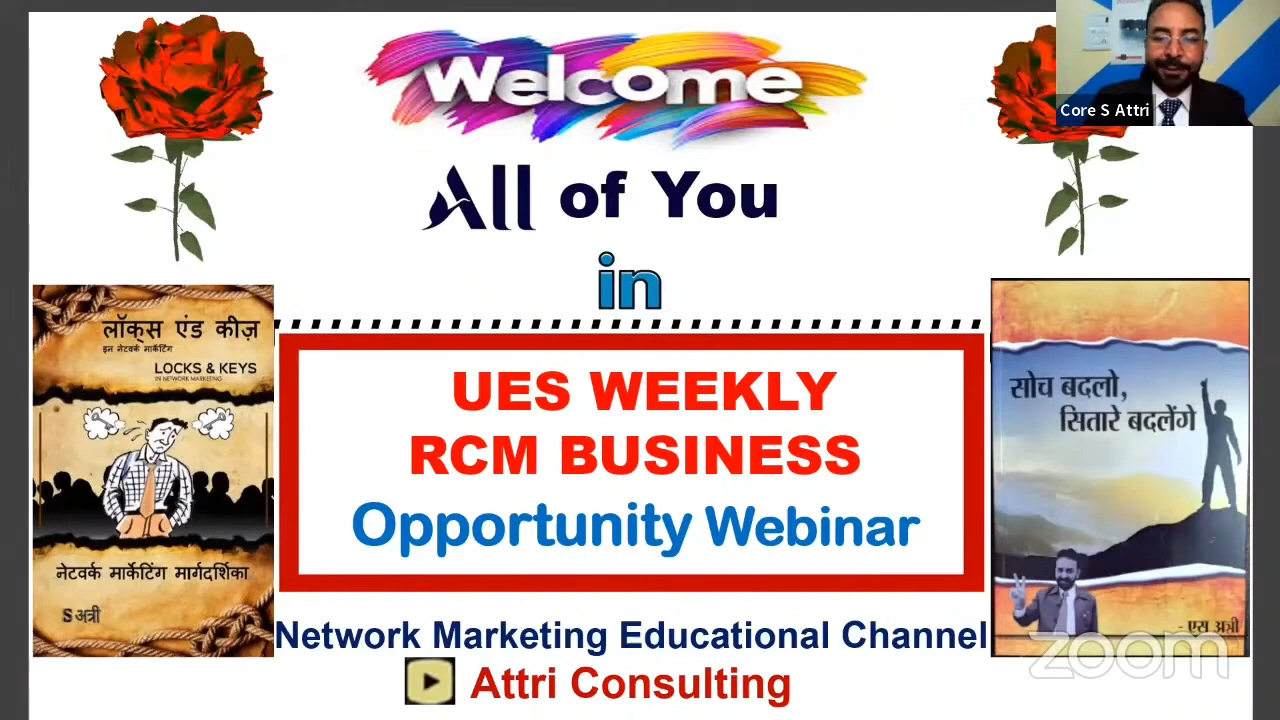 Welcome
All of You
in
UES WEEKLY
RCM BUSINESS
Opportunity Webinar
Network Marketing Educational Channel
Attri Consulting
लॉक्स एंड कीज़
इन नेटवर्क मार्केटिंग
LOCKS & KEYS
IN NETWORK MARKETING
नेटवर्क मार्केटिंग मार्गदर्शिका
S अत्री
सोच बदलो,
सितारे बदलेंगे
- एस अत्री
Core S Attri
zoom